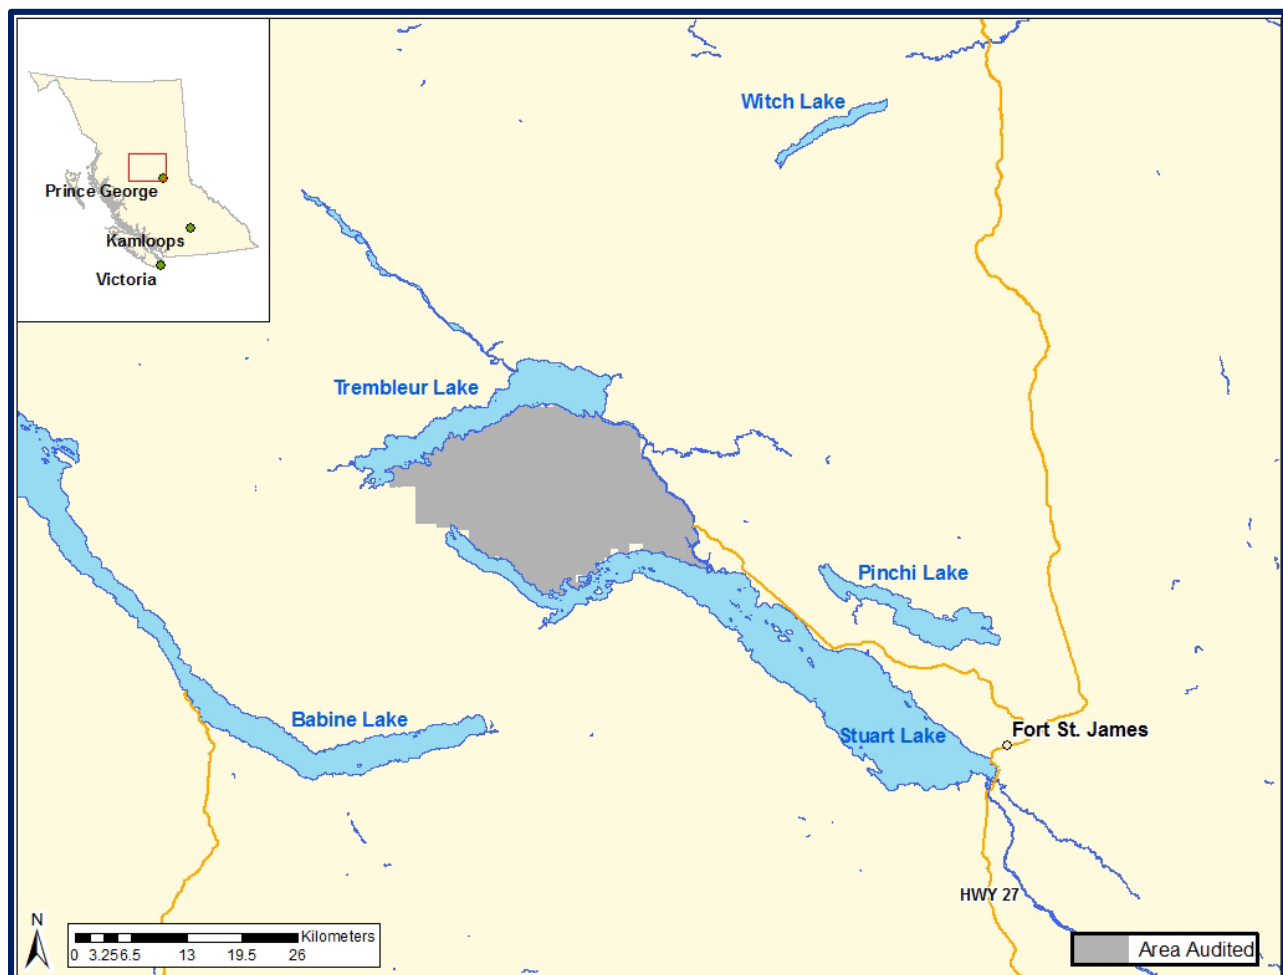 Witch Lake
Prince George
Kamloops
Victoria
Trembleur Lake
Pinchi Lake
Babine Lake
Stuart Lake
Fort St. James
HWY 27
N
Kilometers
0 3.25 6.5 13 19.5 26
Area Audited